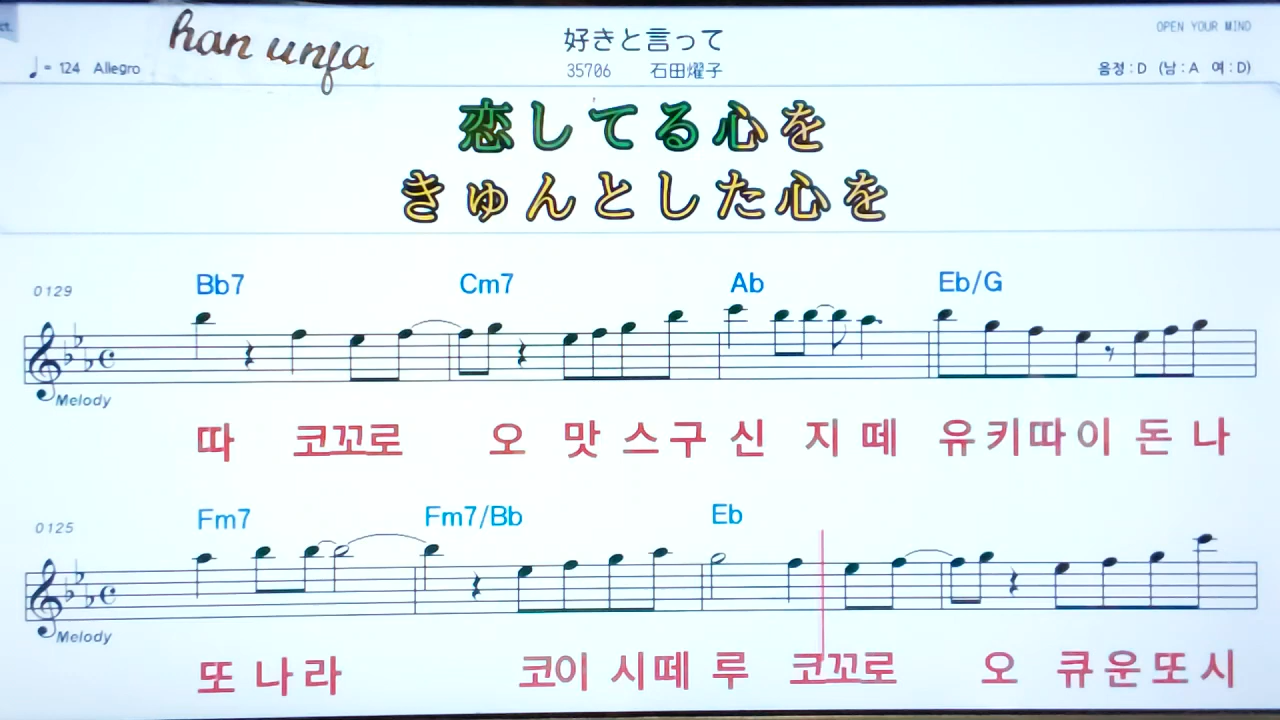 ct.
han unja
好きと言って
OPEN YOUR MIND
♩= 124 Allegro
35706 石田燿子
음정:D (남:A 여:D)
恋してる心を
きゅんとした心を
0129
Bb7 Cm7 Ab Eb/G
Melody
따 코꼬로 오 맛 스구 신 지 떼 유키따이 돈 나
0125
Fm7 Fm7/Bb Eb
Melody
또 나라 코이 시떼 루 코꼬로 오 큐운또 시